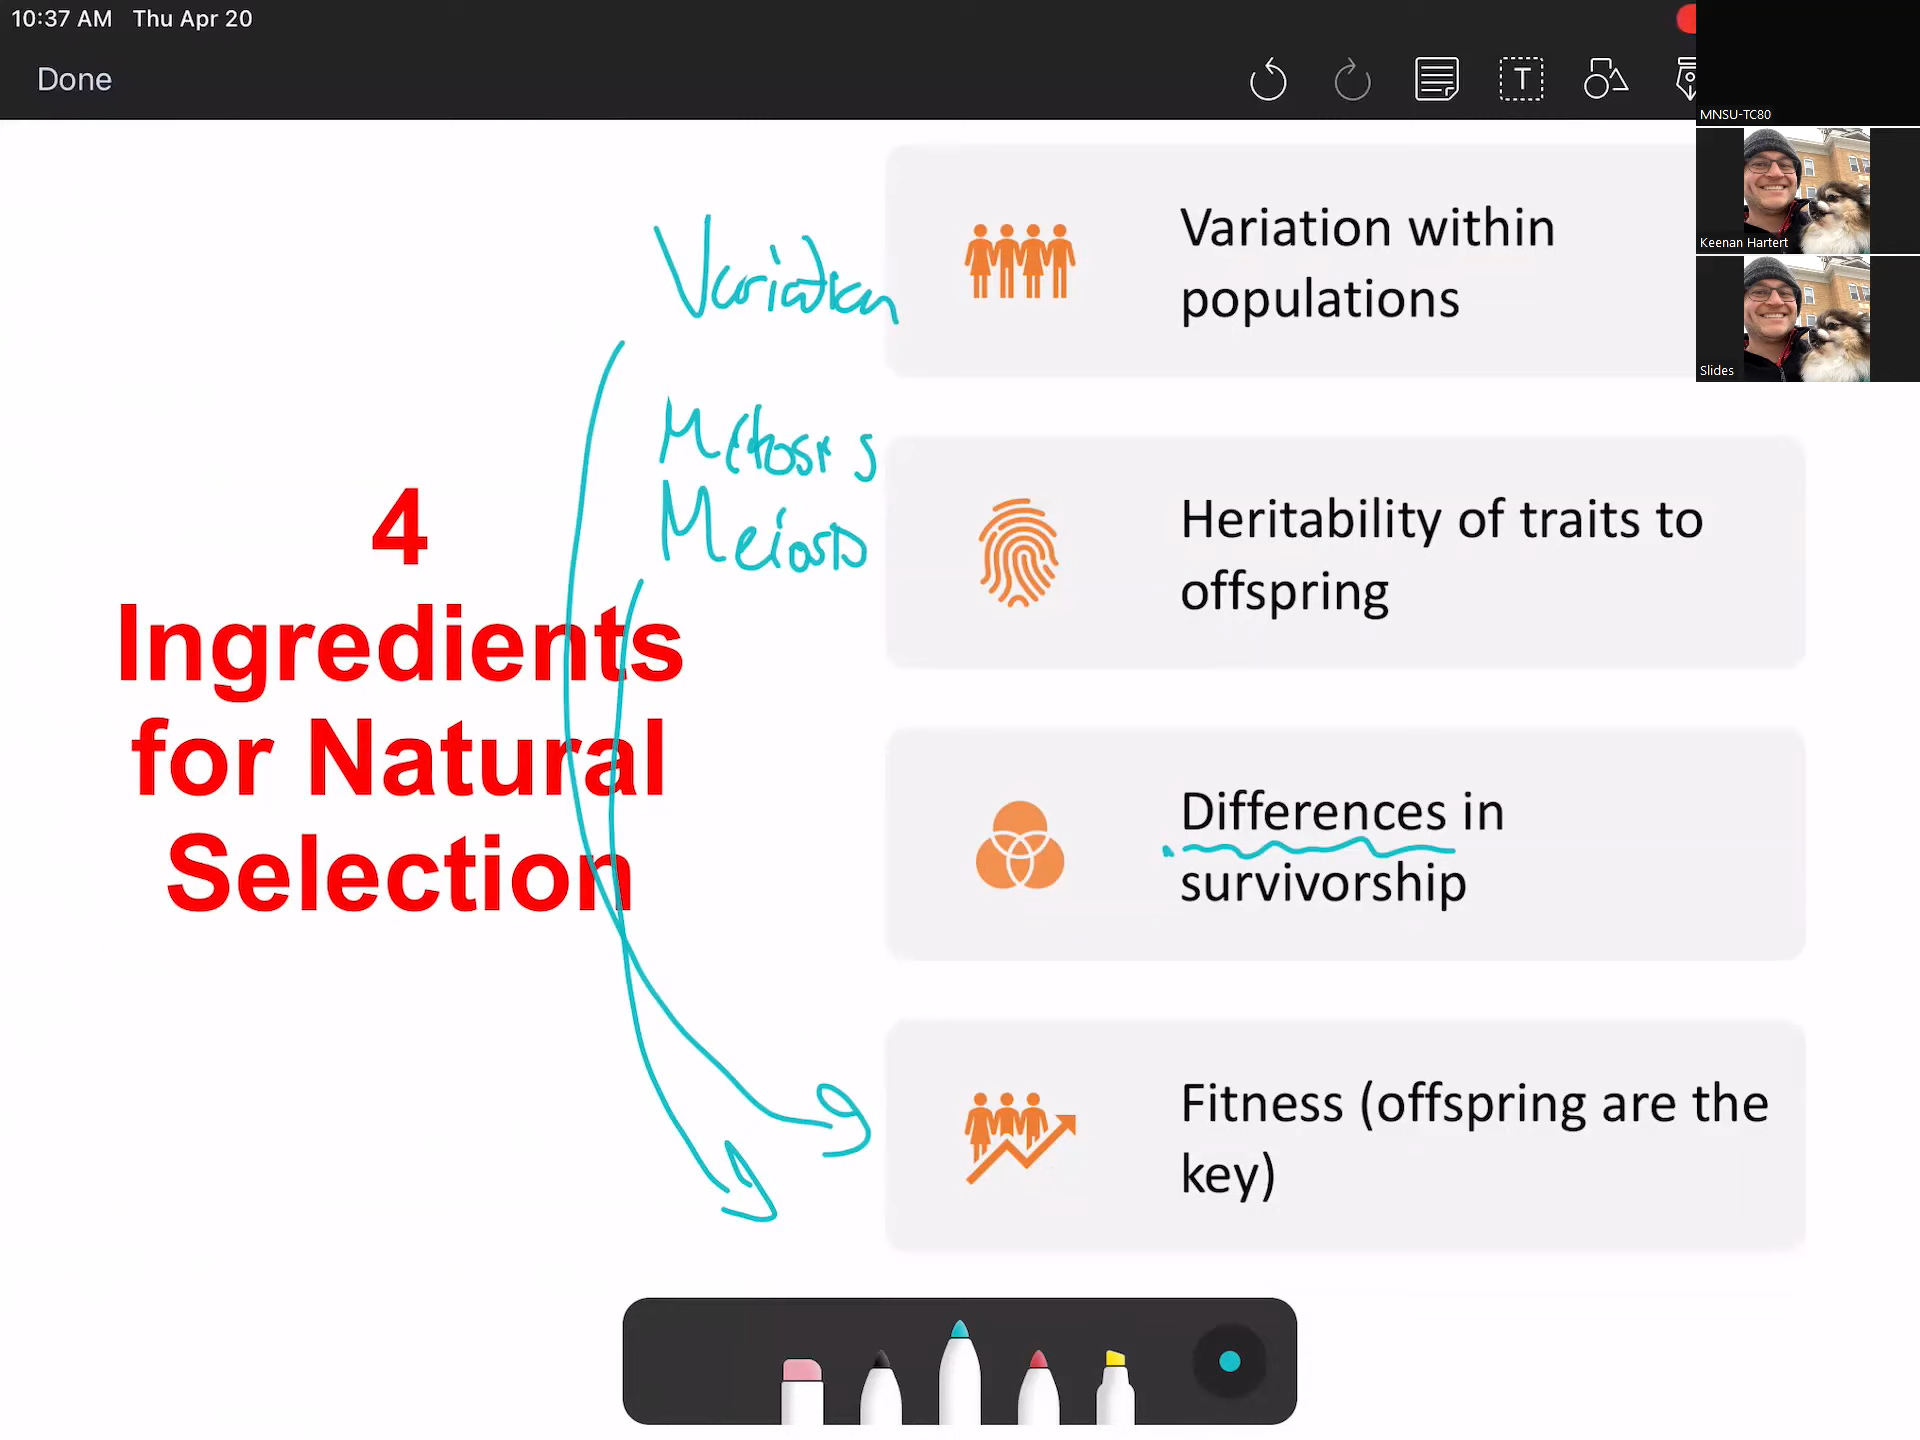 10:37 AM Thu Apr 20
Done
T
MNSU-TC80
Keenan Hartert
Slides
4
Ingredients
for Natural
Selection
Variation
Mitosis
Meiosis
Variation within
populations
Heritability of traits to
offspring
Differences in
survivorship
Fitness (offspring are the
key)